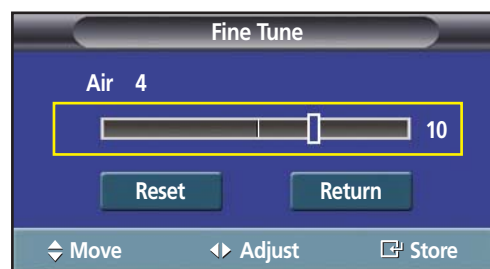 Fine Tune
Air 4
10
Reset Return
Move Adjust Store